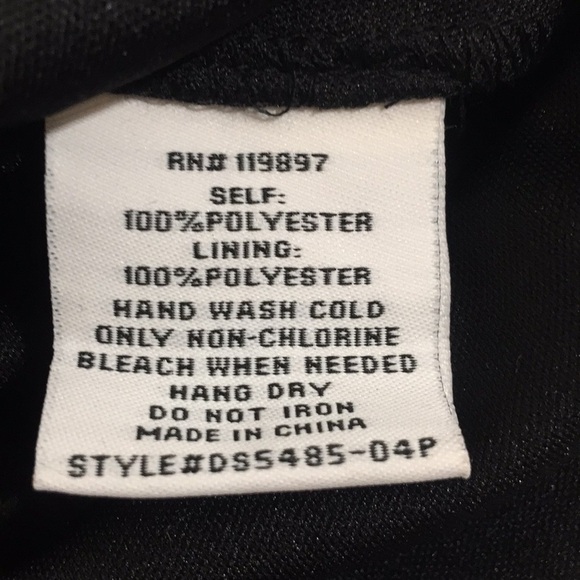 RN# 119897
SELF:
100%POLYESTER
LINING:
100%POLYESTER
HAND WASH COLD
ONLY NON-CHLORINE
BLEACH WHEN NEEDED
HANG DRY
DO NOT IRON
MADE IN CHINA
STYLE#DS5485-04P